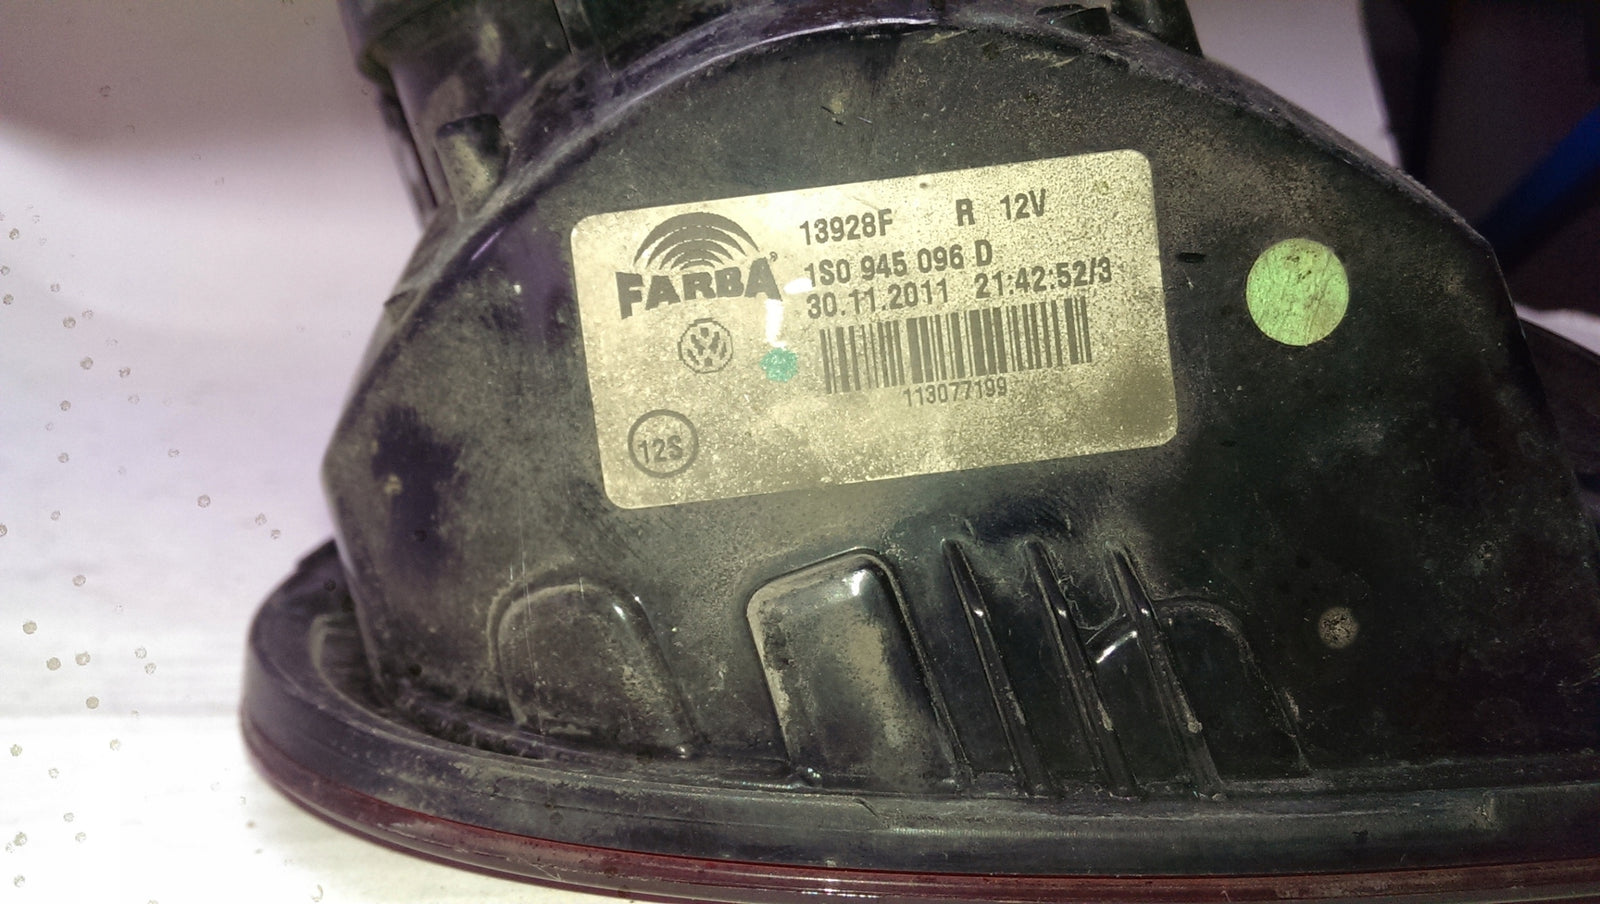 13928F R 12V
FARBA
1S0 945 096 D
30.11.2011 21:42:52/3
113077199
12S